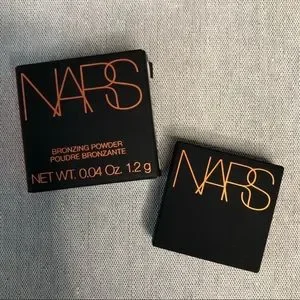 NARS
BRONZING POWDER
POUDRE BRONZANTE
NET WT. 0.04 Oz. 1.2 g
NARS